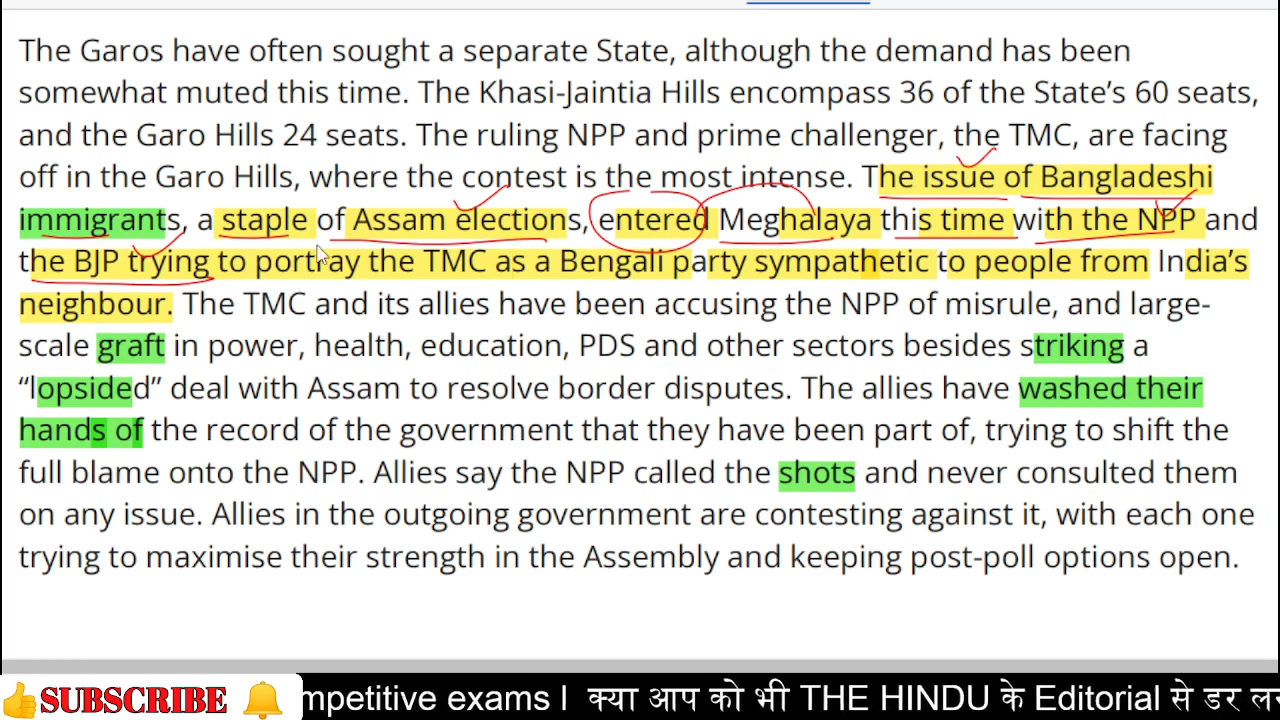 The Garos have often sought a separate State, although the demand has been
somewhat muted this time. The Khasi-Jaintia Hills encompass 36 of the State’s 60 seats,
and the Garo Hills 24 seats. The ruling NPP and prime challenger, the TMC, are facing
off in the Garo Hills, where the contest is the most intense. The issue of Bangladeshi
immigrants, a staple of Assam elections, entered Meghalaya this time with the NPP and
the BJP trying to portray the TMC as a Bengali party sympathetic to people from India’s
neighbour. The TMC and its allies have been accusing the NPP of misrule, and large-
scale graft in power, health, education, PDS and other sectors besides striking a
“lopsided” deal with Assam to resolve border disputes. The allies have washed their
hands of the record of the government that they have been part of, trying to shift the
full blame onto the NPP. Allies say the NPP called the shots and never consulted them
on any issue. Allies in the outgoing government are contesting against it, with each one
trying to maximise their strength in the Assembly and keeping post-poll options open.
SUBSCRIBE mpetitive exams I क्या आप को भी THE HINDU के Editorial से डर